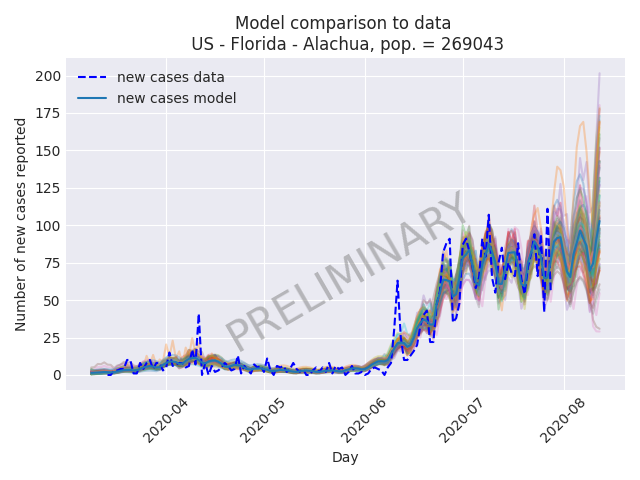 Model comparison to data
US - Florida - Alachua, pop. = 269043
new cases data
new cases model
Number of new cases reported
200
175
150
125
100
75
50
25
0
PRELIMINARY
2020-04
2020-05
2020-06
2020-07
2020-08
Day